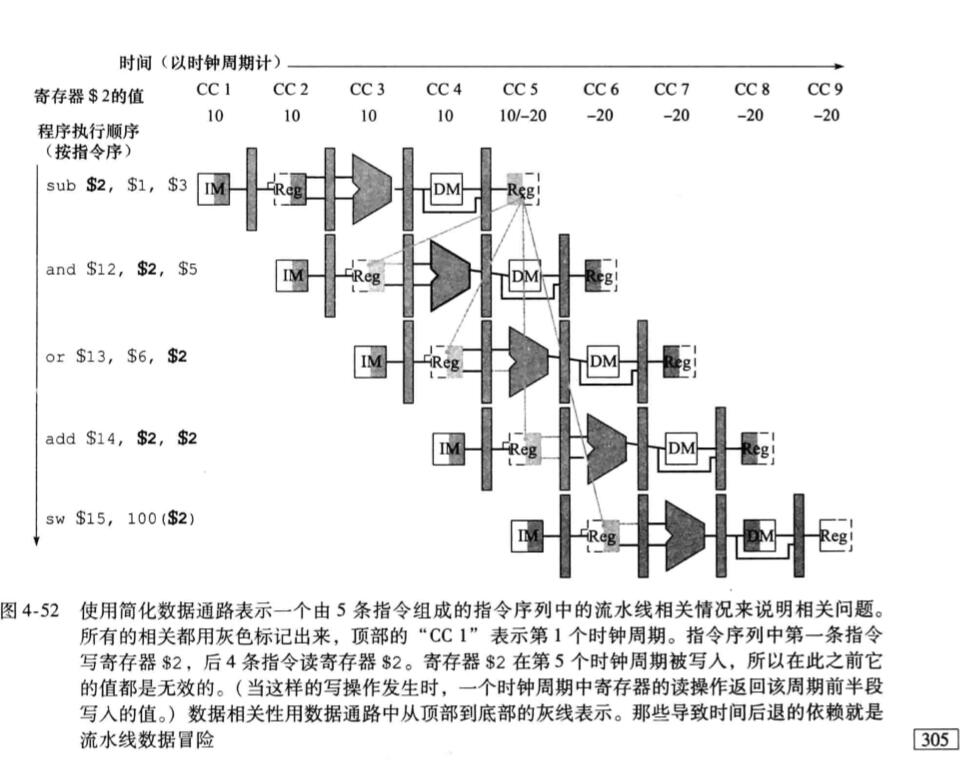 时间（以时钟周期计）
寄存器 $ 2的值 CC 1 CC 2 CC 3 CC 4 CC 5 CC 6 CC 7 CC 8 CC 9
10 10 10 10 10/–20 –20 –20 –20 –20
程序执行顺序
（按指令序）
sub $2, $1, $3 IM Reg DM Reg
and $12, $2, $5 IM Reg DM Reg
or $13, $6, $2 IM Reg DM Reg
add $14, $2, $2 IM Reg DM Reg
sw $15, 100($2) IM Reg DM Reg
图 4-52 使用简化数据通路表示一个由 5 条指令组成的指令序列中的流水线相关情况来说明相关问题。
所有的相关都用灰色标记出来，顶部的“CC 1”表示第 1 个时钟周期。指令序列中第一条指令
写寄存器 $2，后 4 条指令读寄存器 $2。寄存器 $2 在第 5 个时钟周期被写入，所以在此之前它
的值都是无效的。（当这样的写操作发生时，一个时钟周期中寄存器的读操作返回该周期前半段
写入的值。）数据相关性用数据通路中从顶部到底部的灰线表示。那些导致时间后退的依赖就是
流水线数据冒险
305